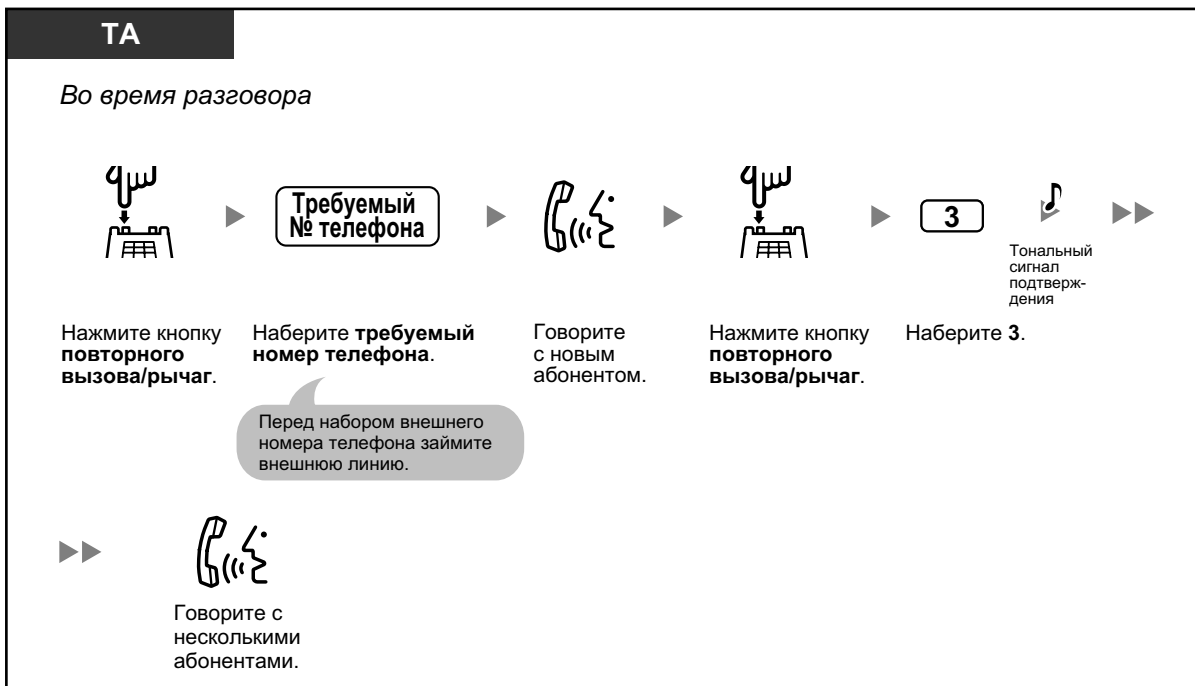 ТА
Во время разговора
Требуемый
№ телефона
3
Тональный
сигнал
подтверж-
дения
Нажмите кнопку
повторного
вызова/рычаг.
Наберите требуемый
номер телефона.
Говорите
с новым
абонентом.
Нажмите кнопку
повторного
вызова/рычаг.
Наберите 3.
Перед набором внешнего
номера телефона займите
внешнюю линию.
Говорите с
несколькими
абонентами.